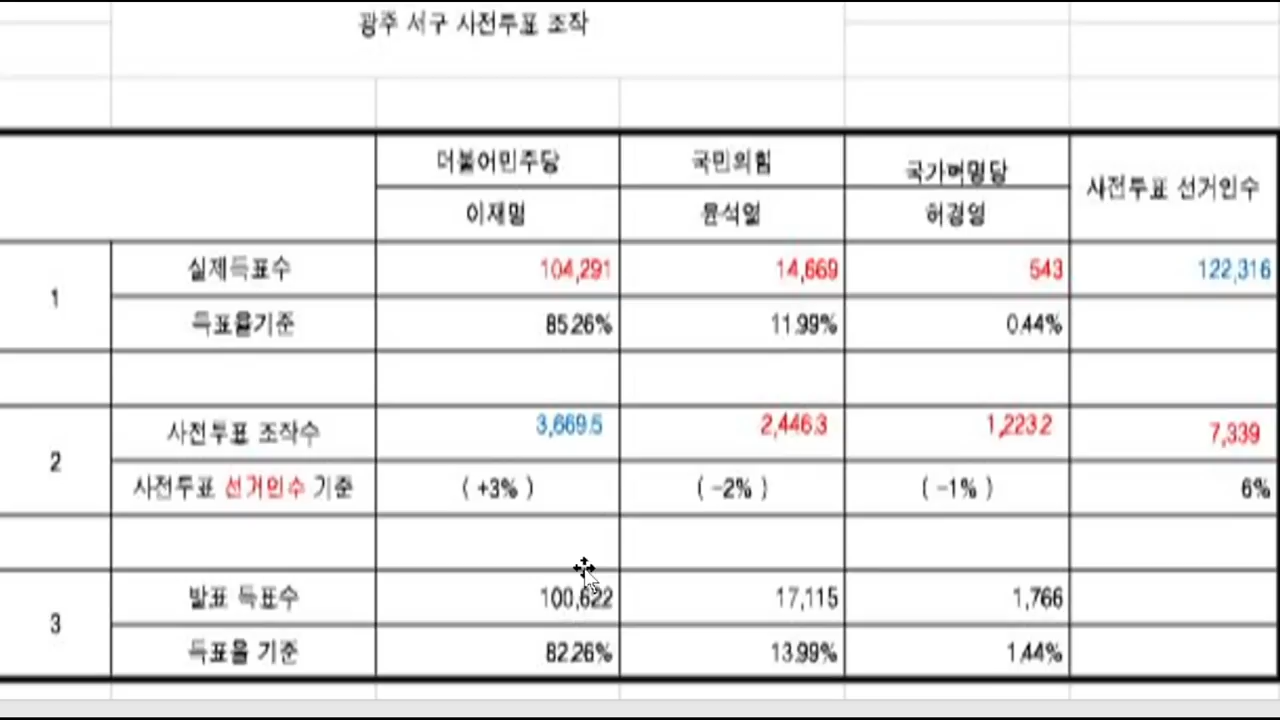 광주 서구 사전투표 조작
더불어민주당 국민의힘 국가혁명당 사전투표 선거인수
이재명 윤석열 허경영
1 실제득표수 104,291 14,669 543 122,316
득표율기준 85.26% 11.99% 0.44%
2 사전투표 조작수 3,669.5 2,446.3 1,223.2 7,339
사전투표 선거인수 기준 ( +3% ) ( -2% ) ( -1% ) 6%
3 발표 득표수 100,622 17,115 1,766
득표율 기준 82.26% 13.99% 1.44%